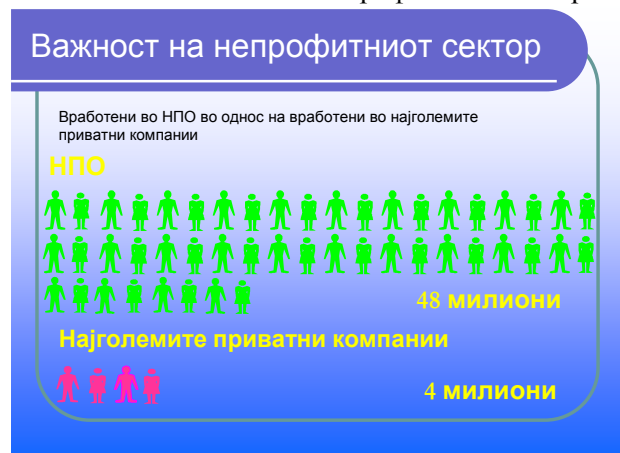 Важност на непрофитниот сектор
Вработени во НПО во однос на вработени во најголемите
приватни компании
НПО
48 милиони
Најголемите приватни компании
4 милиони